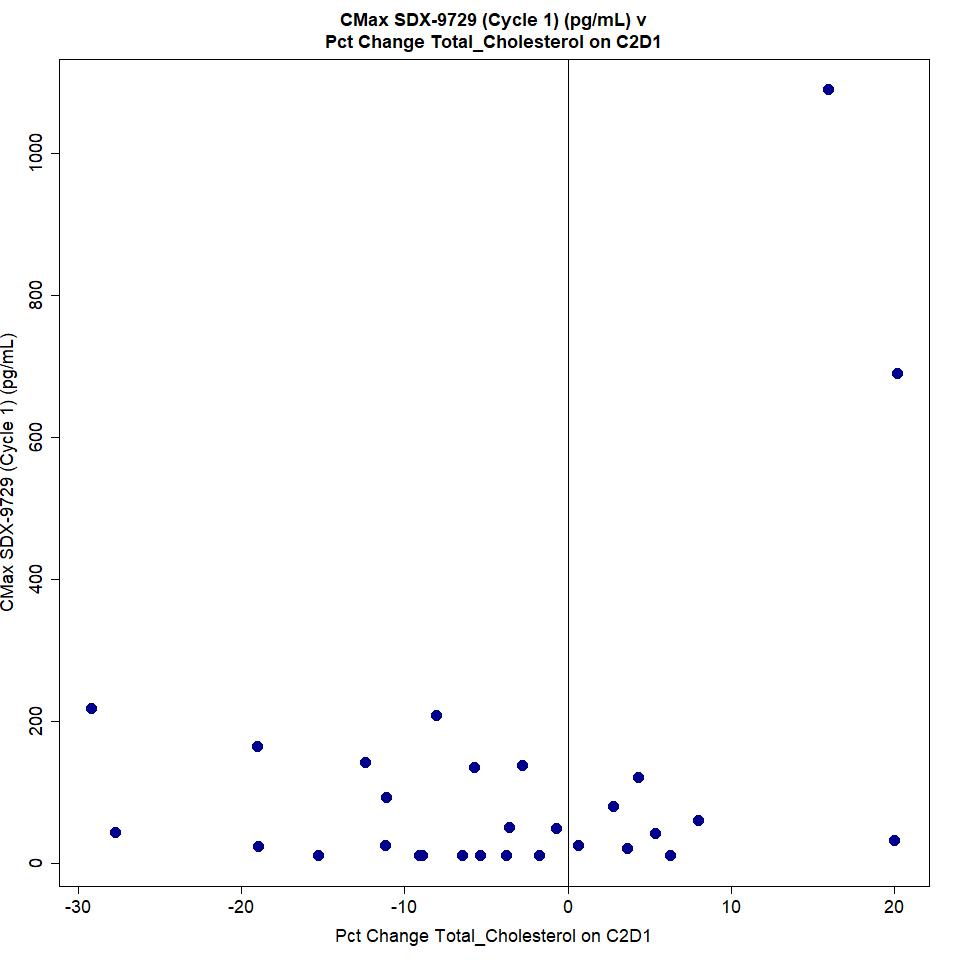 CMax SDX-9729 (Cycle 1) (pg/mL) v
Pct Change Total_Cholesterol on C2D1
CMax SDX-9729 (Cycle 1) (pg/mL)
1000
800
600
400
200
0
-30 -20 -10 0 10 20
Pct Change Total_Cholesterol on C2D1